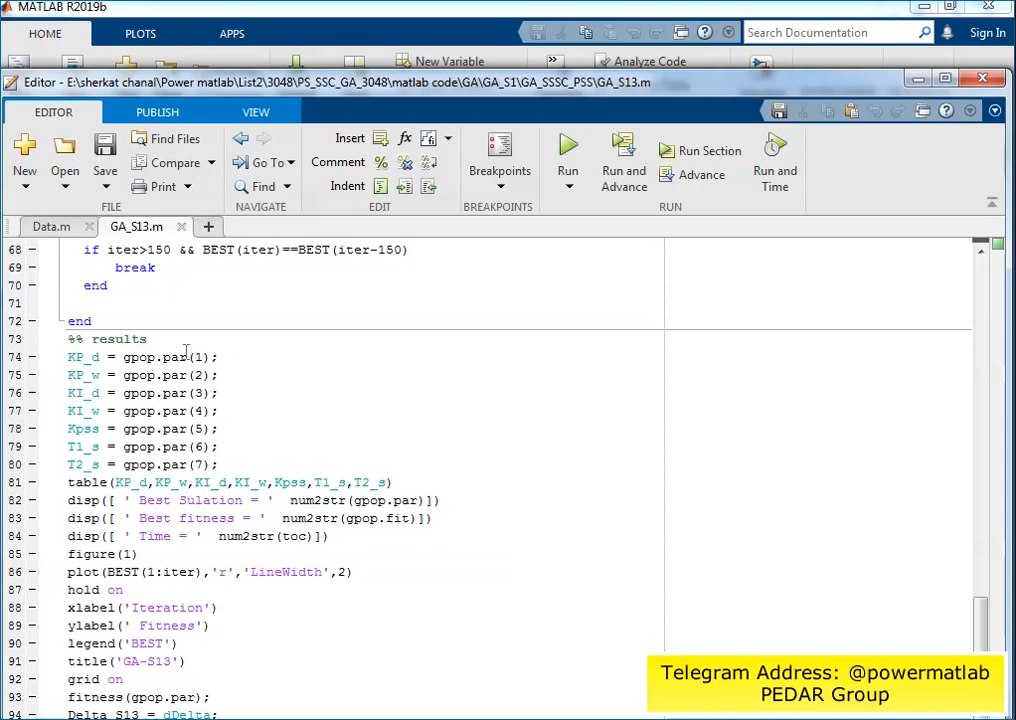 MATLAB R2019b
HOME PLOTS APPS Search Documentation Sign In
New Variable Analyze Code
Editor - E:\sherkat chanal\Power matlab\List2\3048\PS_SSC_GA_3048\matlab code\GA\GA_S1\GA_SSSC_PSS\GA_S13.m
EDITOR PUBLISH VIEW
New Open Save Find Files Compare Print Go To Find Insert Comment Indent fx Breakpoints Run Run and Advance Run Section Advance Run and Time
FILE NAVIGATE EDIT BREAKPOINTS RUN
Data.m GA_S13.m
68 – if iter>150 && BEST(iter)==BEST(iter-150)
69 – break
70 – end
71
72 – end
73 %% results
74 – KP_d = gpop.par(1);
75 – KP_w = gpop.par(2);
76 – KI_d = gpop.par(3);
77 – KI_w = gpop.par(4);
78 – Kpss = gpop.par(5);
79 – T1_s = gpop.par(6);
80 – T2_s = gpop.par(7);
81 – table(KP_d,KP_w,KI_d,KI_w,Kpss,T1_s,T2_s)
82 – disp([ ' Best Sulation = ' num2str(gpop.par)])
83 – disp([ ' Best fitness = ' num2str(gpop.fit)])
84 – disp([ ' Time = ' num2str(toc)])
85 – figure(1)
86 – plot(BEST(1:iter),'r','LineWidth',2)
87 – hold on
88 – xlabel('Iteration')
89 – ylabel(' Fitness')
90 – legend('BEST')
91 – title('GA-S13')
92 – grid on
93 – fitness(gpop.par);
94 – Delta_S13 = dDelta;
Telegram Address: @powermatlab
PEDAR Group